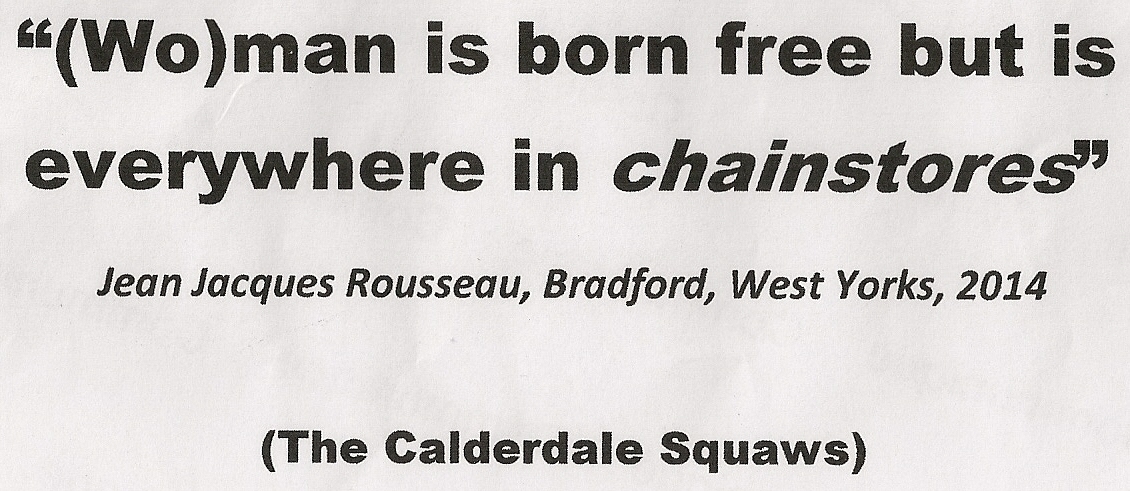 “(Wo)man is born free but is
everywhere in chainstores”
Jean Jacques Rousseau, Bradford, West Yorks, 2014
(The Calderdale Squaws)